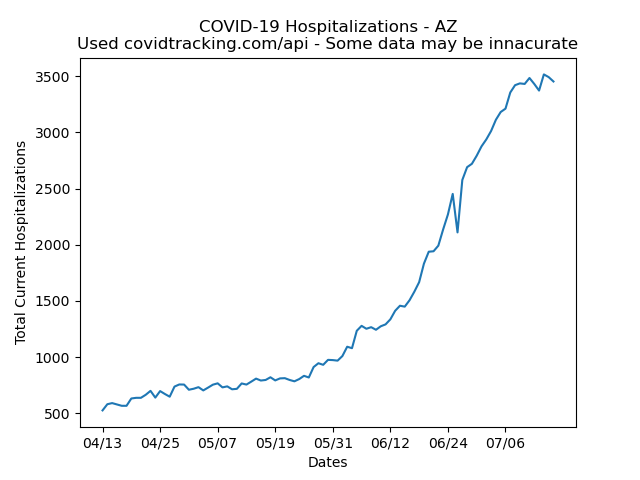 COVID-19 Hospitalizations - AZ
Used covidtracking.com/api - Some data may be innacurate
3500
3000
2500
2000
1500
1000
500
Total Current Hospitalizations
04/13 04/25 05/07 05/19 05/31 06/12 06/24 07/06
Dates